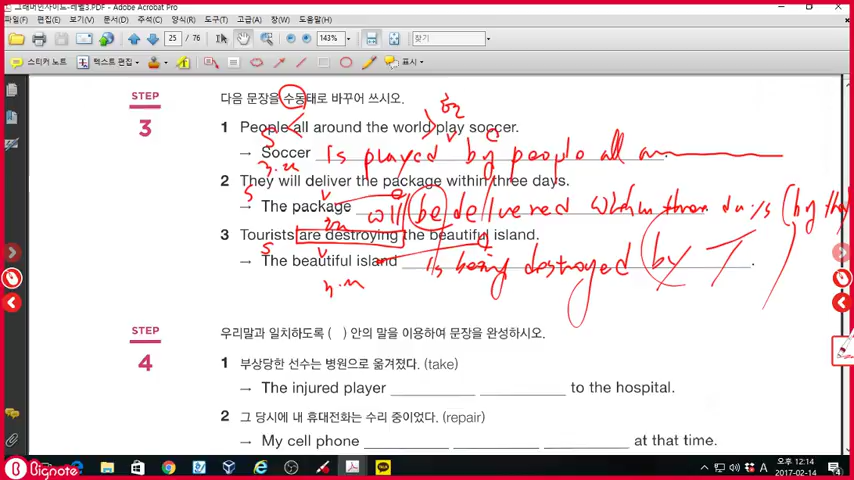 그래머인사이드-레벨3.PDF - Adobe Acrobat Pro
파일(F) 편집(E) 보기(V) 문서(D) 주석(C) 양식(R) 도구(T) 고급(A) 창(W) 도움말(H)
25 / 76 143% 찾기
스티커 노트 텍스트 편집 표시
STEP 3
다음 문장을 수동태로 바꾸어 쓰시오.
1 People all around the world play soccer.
→ Soccer is played by people all
2 They will deliver the package within three days.
→ The package will be delivered within three days (by the
3 Tourists are destroying the beautiful island.
→ The beautiful island is being destroyed by T
STEP 4
우리말과 일치하도록 ( ) 안의 말을 이용하여 문장을 완성하시오.
1 부상당한 선수는 병원으로 옮겨졌다. (take)
→ The injured player to the hospital.
2 그 당시에 내 휴대전화는 수리 중이었다. (repair)
→ My cell phone at that time.
Bignote
TALK
A 오후 12:14
2017-02-14